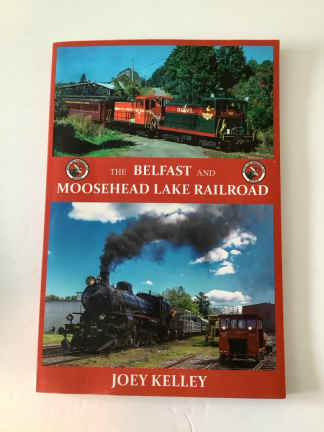 THE BELFAST AND
MOOSEHEAD LAKE RAILROAD
JOEY KELLEY